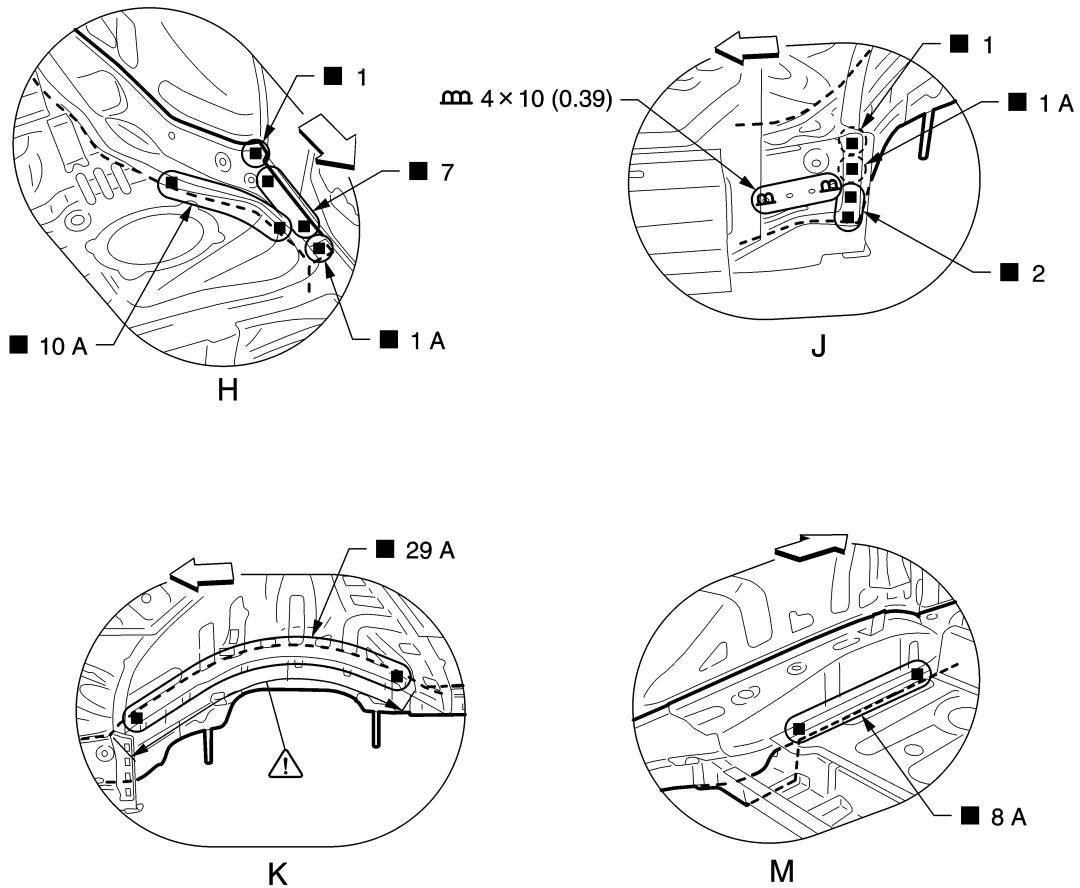 ■ 1
■ 7
■ 10 A
■ 1 A
H
4 × 10 (0.39)
■ 1
■ 1 A
■ 2
J
■ 29 A
K
■ 8 A
M